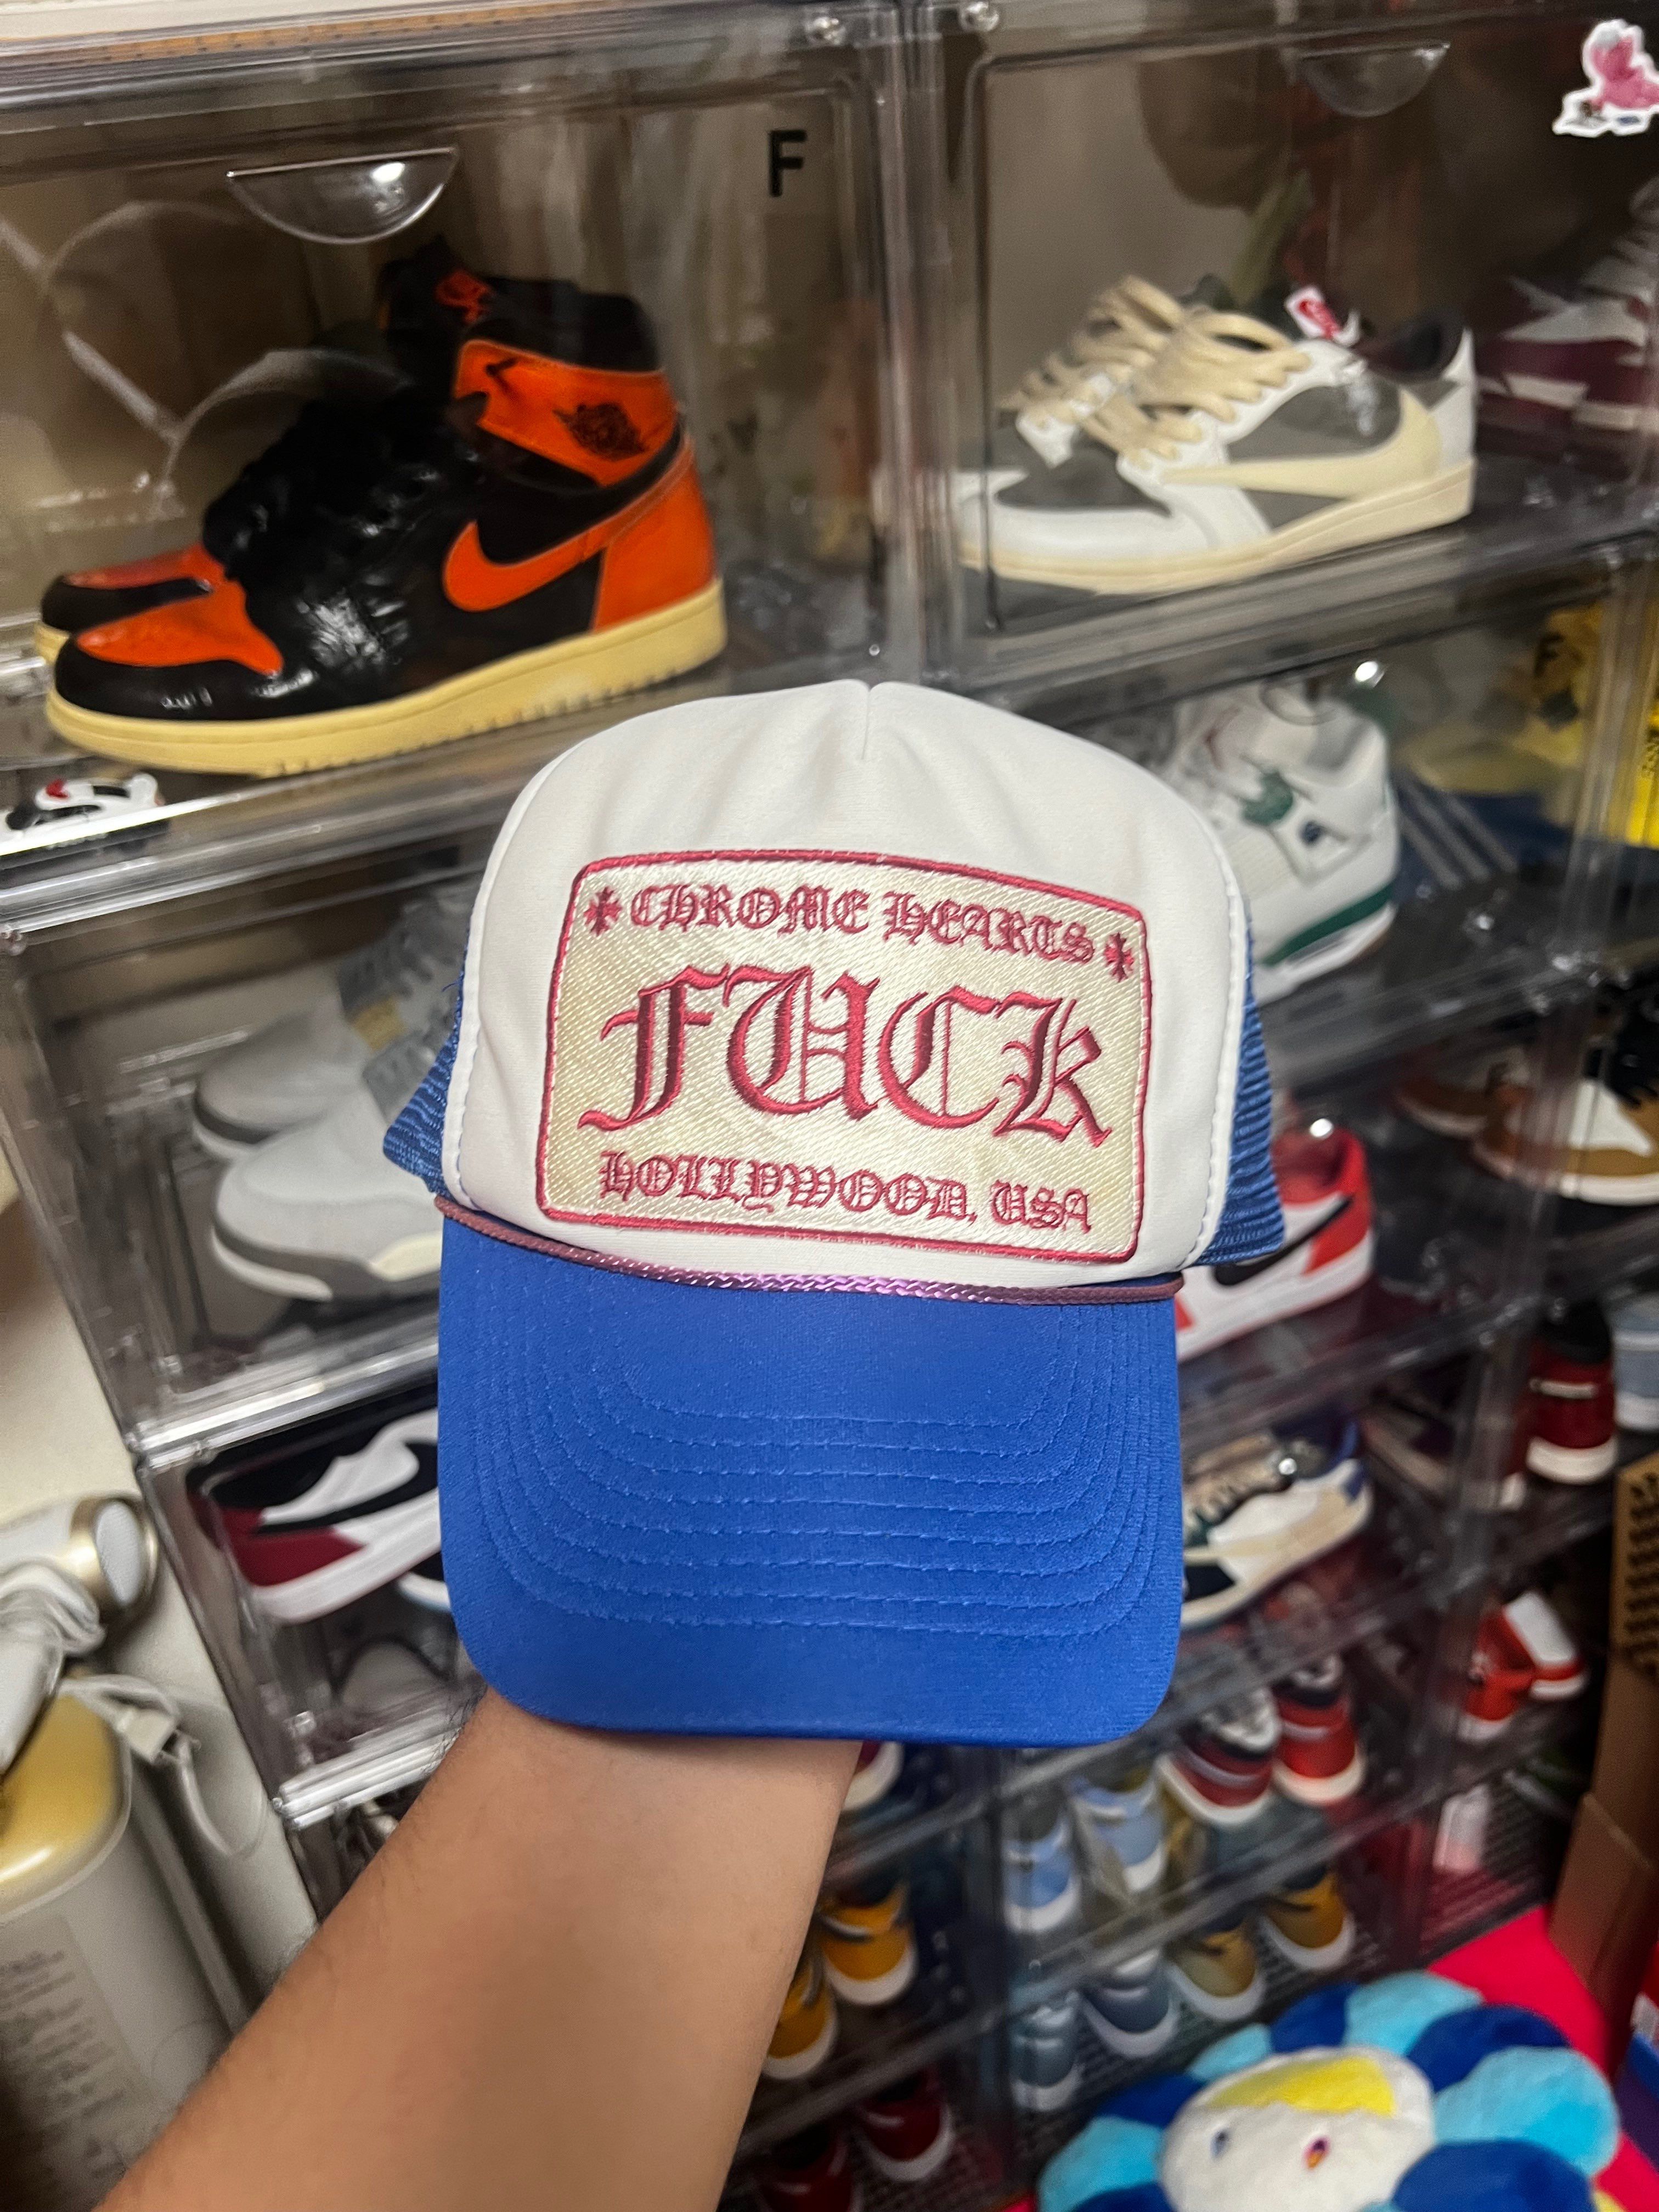 F
CHROME HEARTS
FUCK
HOLLYWOOD, USA